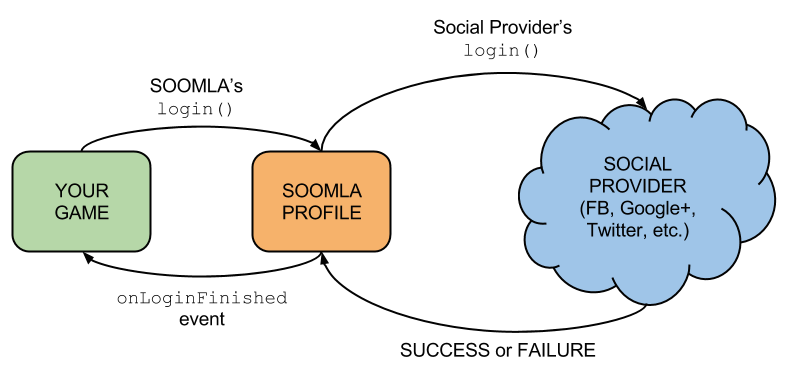 Social Provider's
login()
SOOMLA's
login()
YOUR
GAME
SOOMLA
PROFILE
SOCIAL
PROVIDER
(FB, Google+,
Twitter, etc.)
onLoginFinished
event
SUCCESS or FAILURE